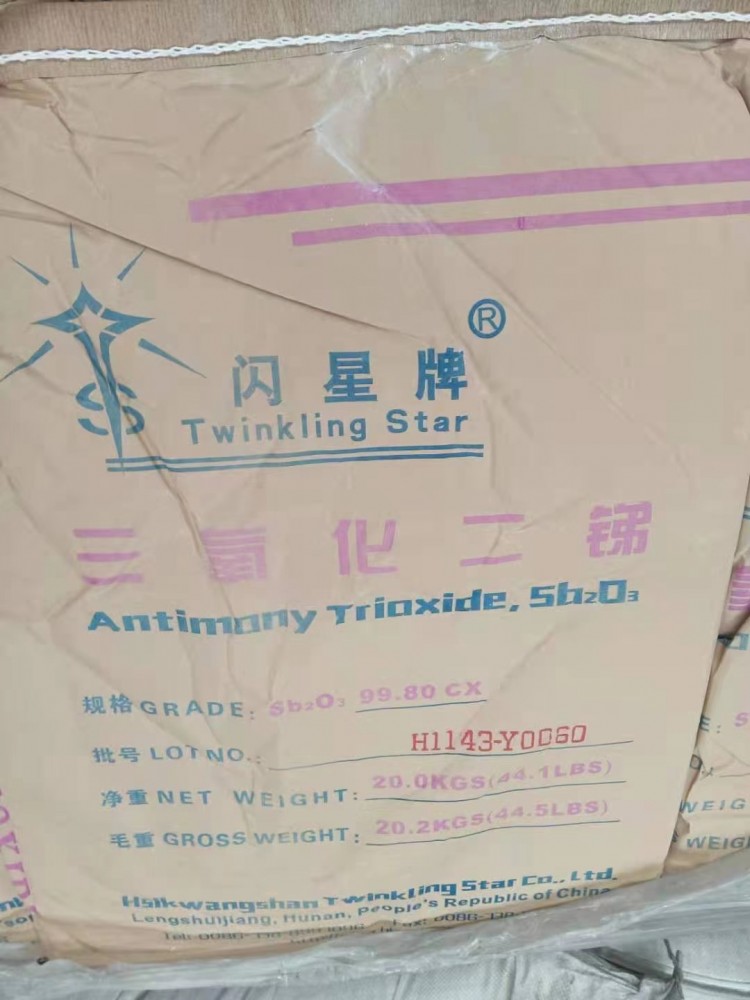 ®
闪星牌
Twinkling Star
三氧化二锑
Antimony Trioxide, Sb₂O₃
规格 GRADE: Sb₂O₃ 99.80 CX
批号 LOT NO.: H1143-Y0060
净重 NET WEIGHT: 20.0KGS(44.1LBS)
毛重 GROSS WEIGHT: 20.2KGS(44.5LBS)
Hsikwangshan Twinkling Star Co., Ltd.
Lengshuijiang, Hunan, People's Republic of China